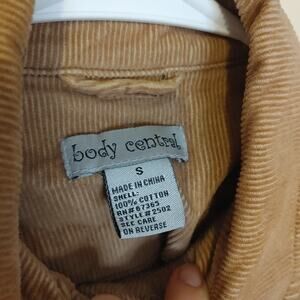 body central
S
MADE IN CHINA
SHELL:
100% COTTON
RN# 67365
STYLE# 2502
SEE CARE
ON REVERSE